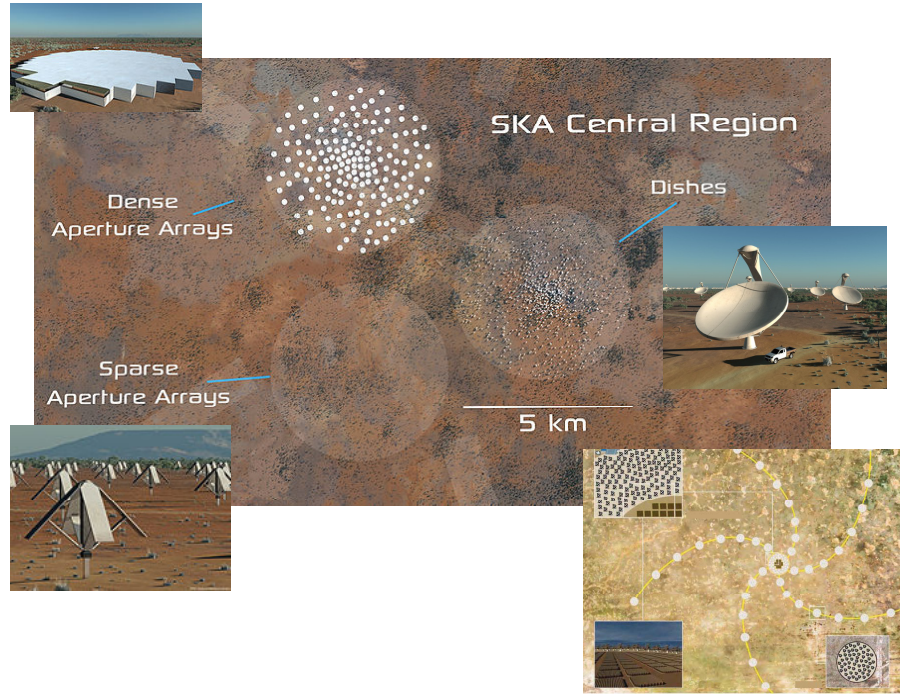 SKA Central Region
Dishes
Dense
Aperture Arrays
Sparse
Aperture Arrays
5 km